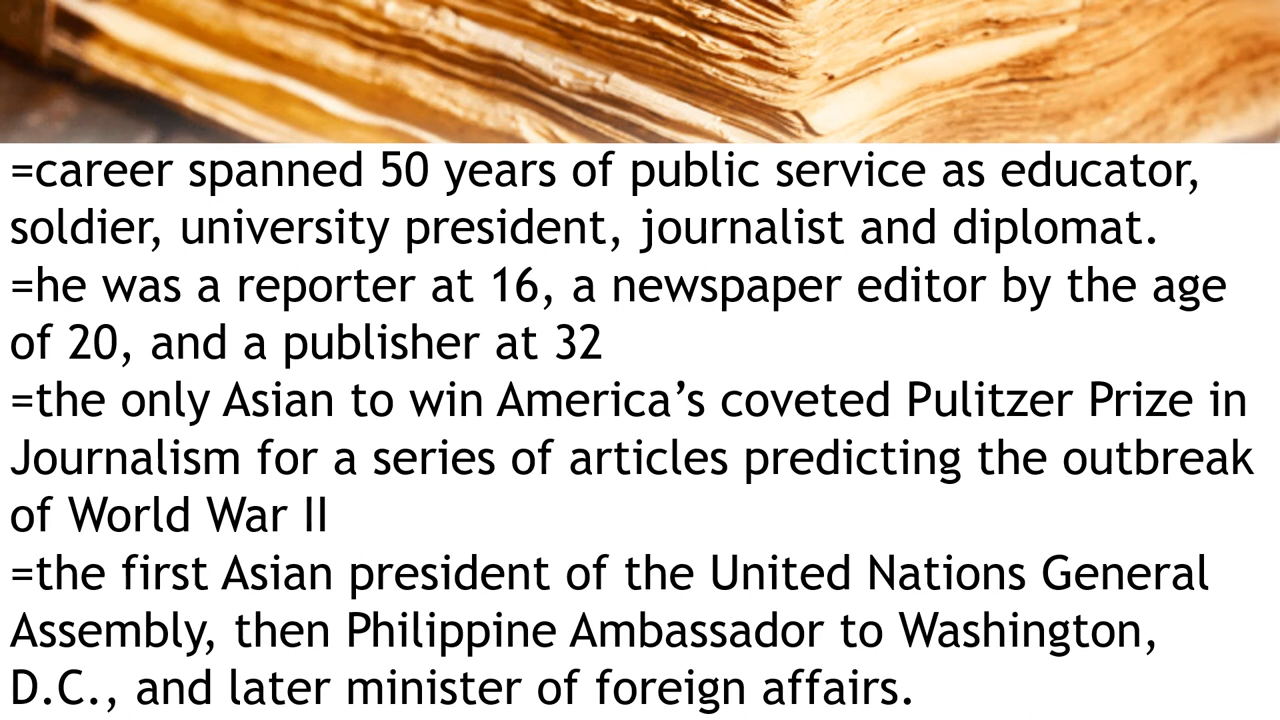 =career spanned 50 years of public service as educator,
soldier, university president, journalist and diplomat.
=he was a reporter at 16, a newspaper editor by the age
of 20, and a publisher at 32
=the only Asian to win America’s coveted Pulitzer Prize in
Journalism for a series of articles predicting the outbreak
of World War II
=the first Asian president of the United Nations General
Assembly, then Philippine Ambassador to Washington,
D.C., and later minister of foreign affairs.